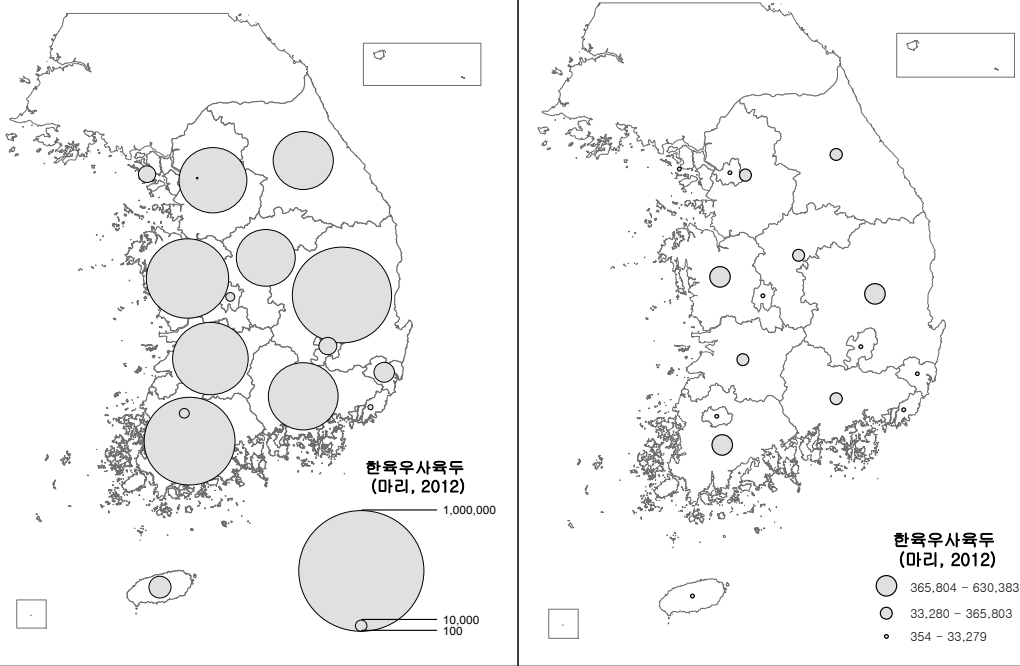 한육우사육두
(마리, 2012)
1,000,000
10,000
100
한육우사육두
(마리, 2012)
365,804 - 630,383
33,280 - 365,803
354 - 33,279